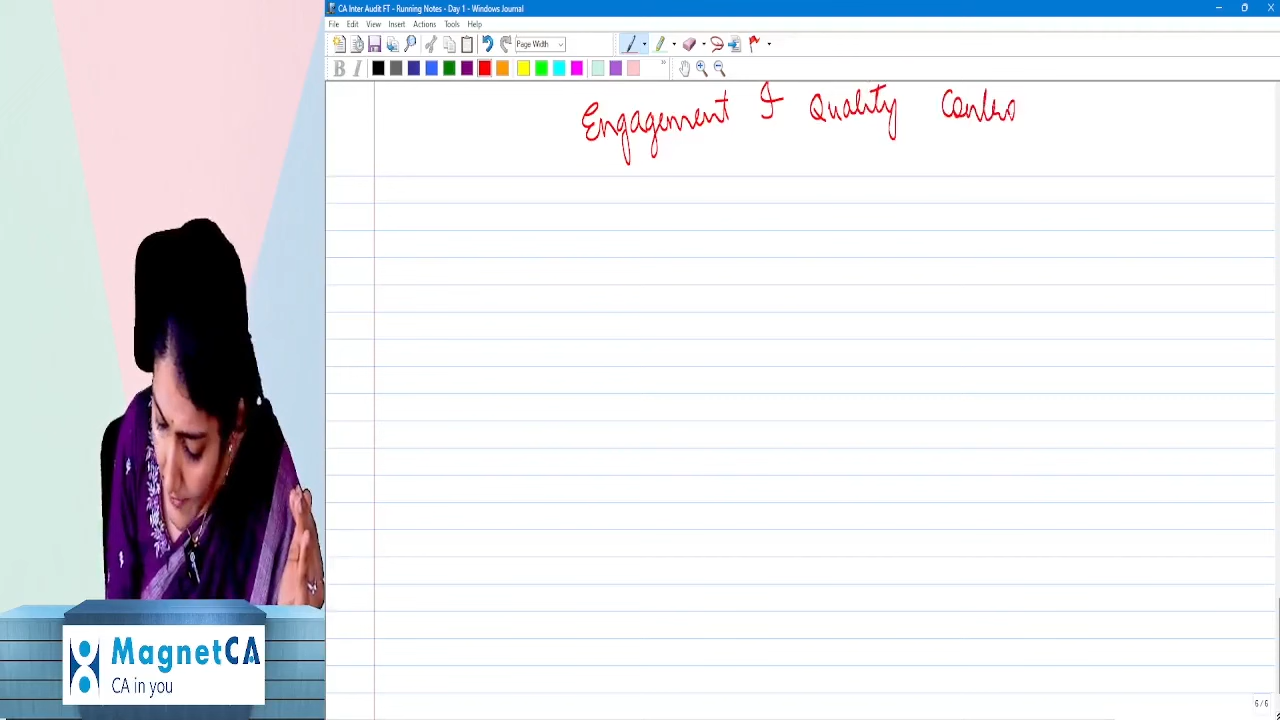 CA Inter Audit FT - Running Notes - Day 1 - Windows Journal
File Edit View Insert Actions Tools Help
Page Width
B I
Engagement & Quality Contro
MagnetCA
CA in you
6/6